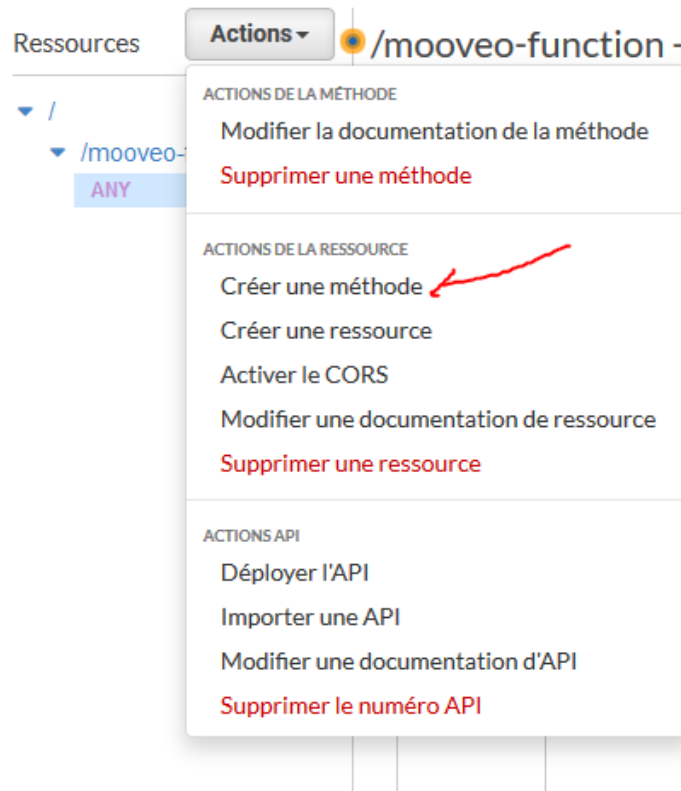 Ressources
Actions
/mooveo-function -
/
/mooveo-
ANY
ACTIONS DE LA MÉTHODE
Modifier la documentation de la méthode
Supprimer une méthode
ACTIONS DE LA RESSOURCE
Créer une méthode
Créer une ressource
Activer le CORS
Modifier une documentation de ressource
Supprimer une ressource
ACTIONS API
Déployer l'API
Importer une API
Modifier une documentation d'API
Supprimer le numéro API